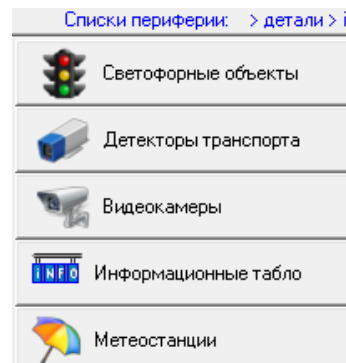 Списки периферии: > детали > i
Светофорные объекты
Детекторы транспорта
Видеокамеры
INFO Информационные табло
Метеостанции